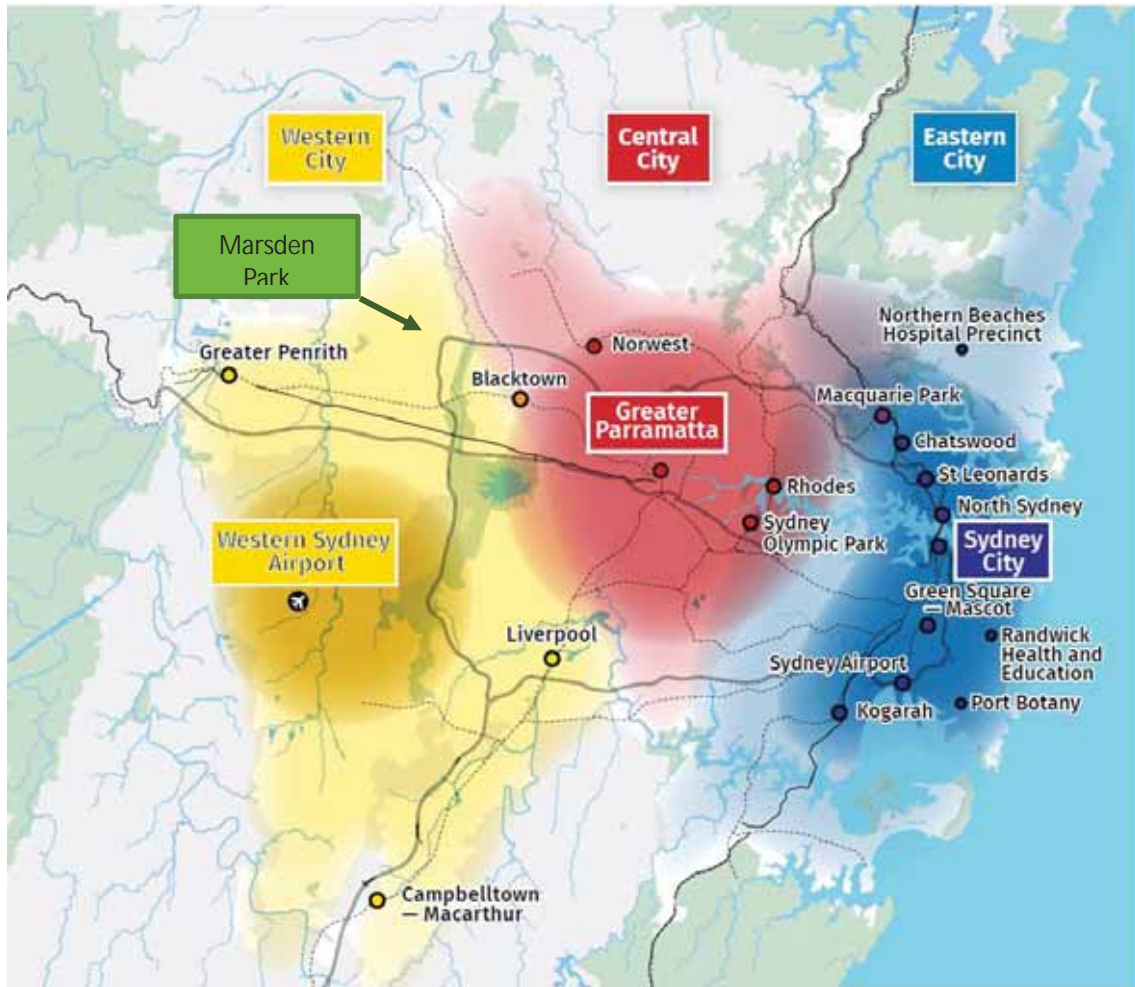 Western
City
Central
City
Eastern
City
Marsden
Park
Northern Beaches
Hospital Precinct
Norwest
Greater Penrith
Blacktown
Macquarie Park
Greater
Parramatta
Chatswood
St Leonards
Rhodes
North Sydney
Sydney
Olympic Park
Western Sydney
Airport
Sydney
City
Green Square
— Mascot
Liverpool
Randwick
Health and
Education
Sydney Airport
Port Botany
Kogarah
Campbelltown
— Macarthur